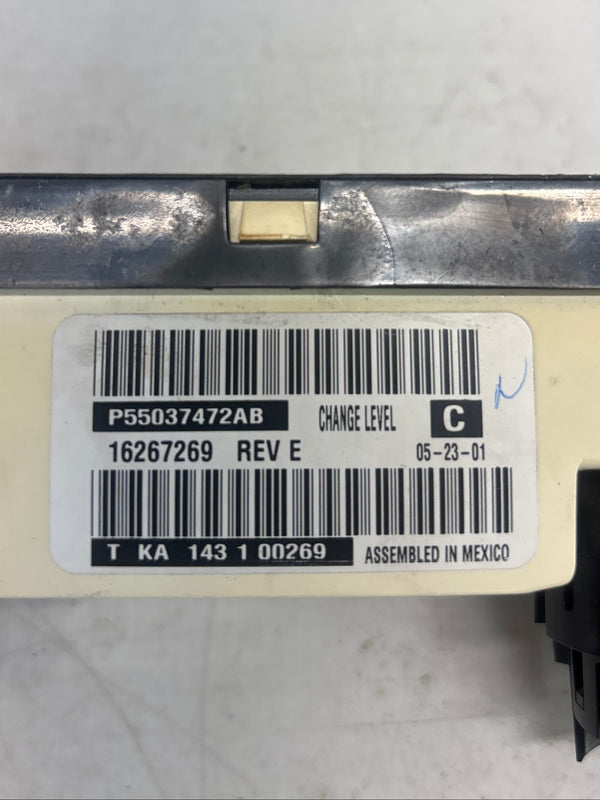 P55037472AB CHANGE LEVEL C
16267269 REV E 05-23-01
T KA 143 1 00269 ASSEMBLED IN MEXICO